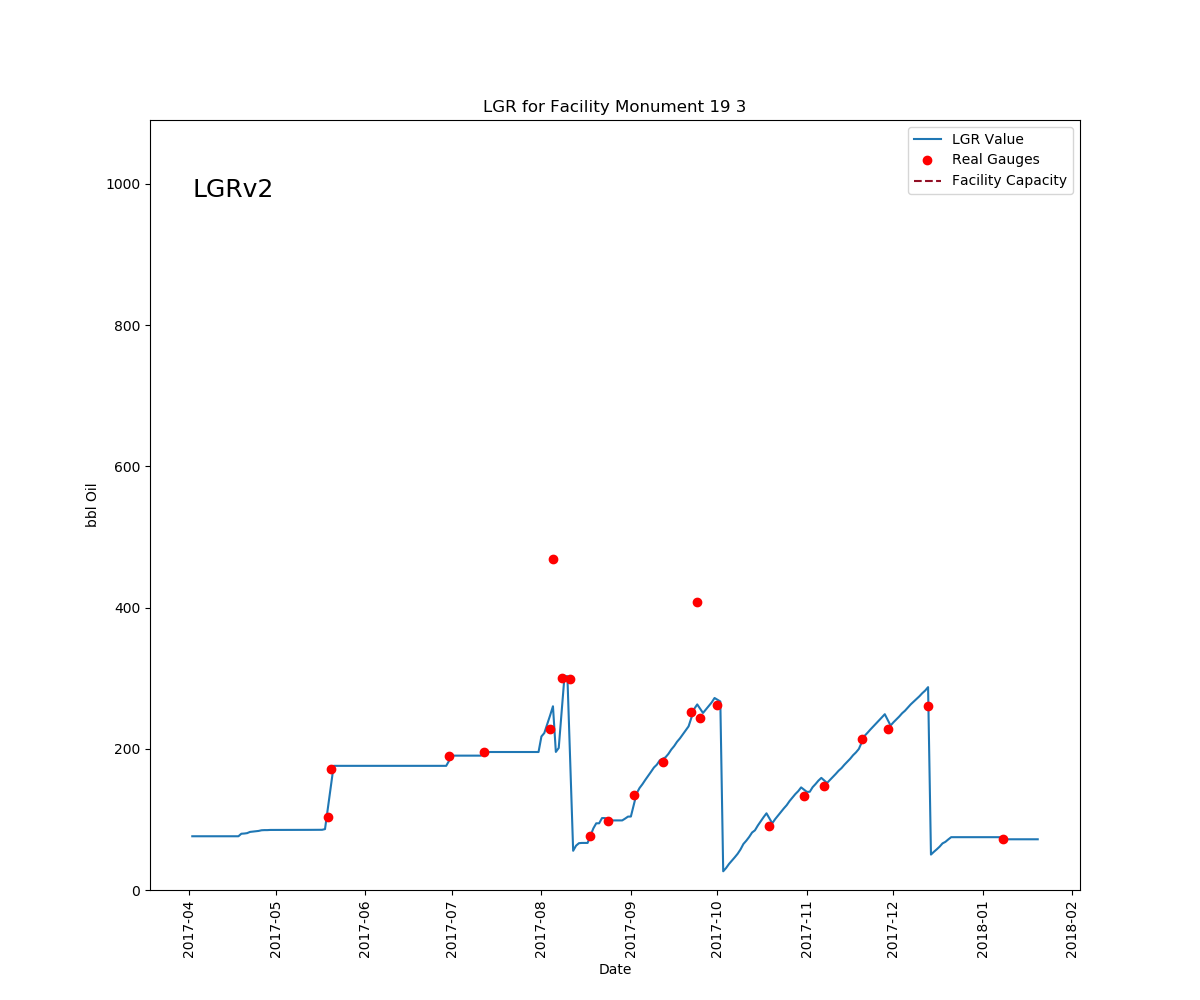 LGR for Facility Monument 19 3
LGR Value
Real Gauges
Facility Capacity
LGRv2
1000
800
600
400
200
0
bbl Oil
2017-04
2017-05
2017-06
2017-07
2017-08
2017-09
2017-10
2017-11
2017-12
2018-01
2018-02
Date